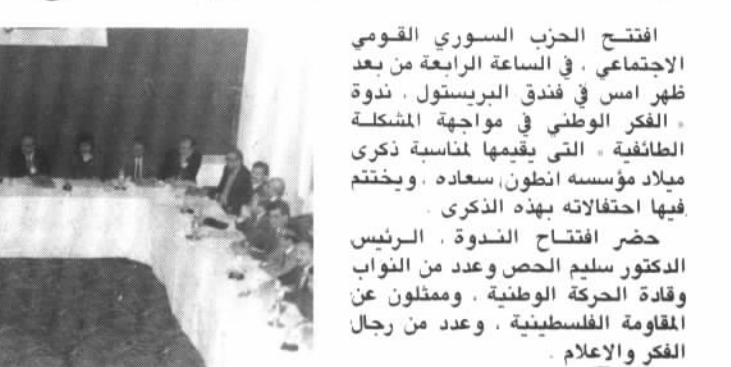 افتتح الحزب السوري القومي
الاجتماعي ، في الساعة الرابعة من بعد
ظهر امس في فندق البريستول ، ندوة
« الفكر الوطني في مواجهة المشكلة
الطائفية » التي يقيمها لمناسبة ذكرى
ميلاد مؤسسه انطون سعاده ، ويختتم
فيها احتفالاته بهذه الذكرى .
حضر افتتاح الندوة ، الرئيس
الدكتور سليم الحص وعدد من النواب
وقادة الحركة الوطنية ، وممثلون عن
المقاومة الفلسطينية ، وعدد من رجال
الفكر والاعلام .